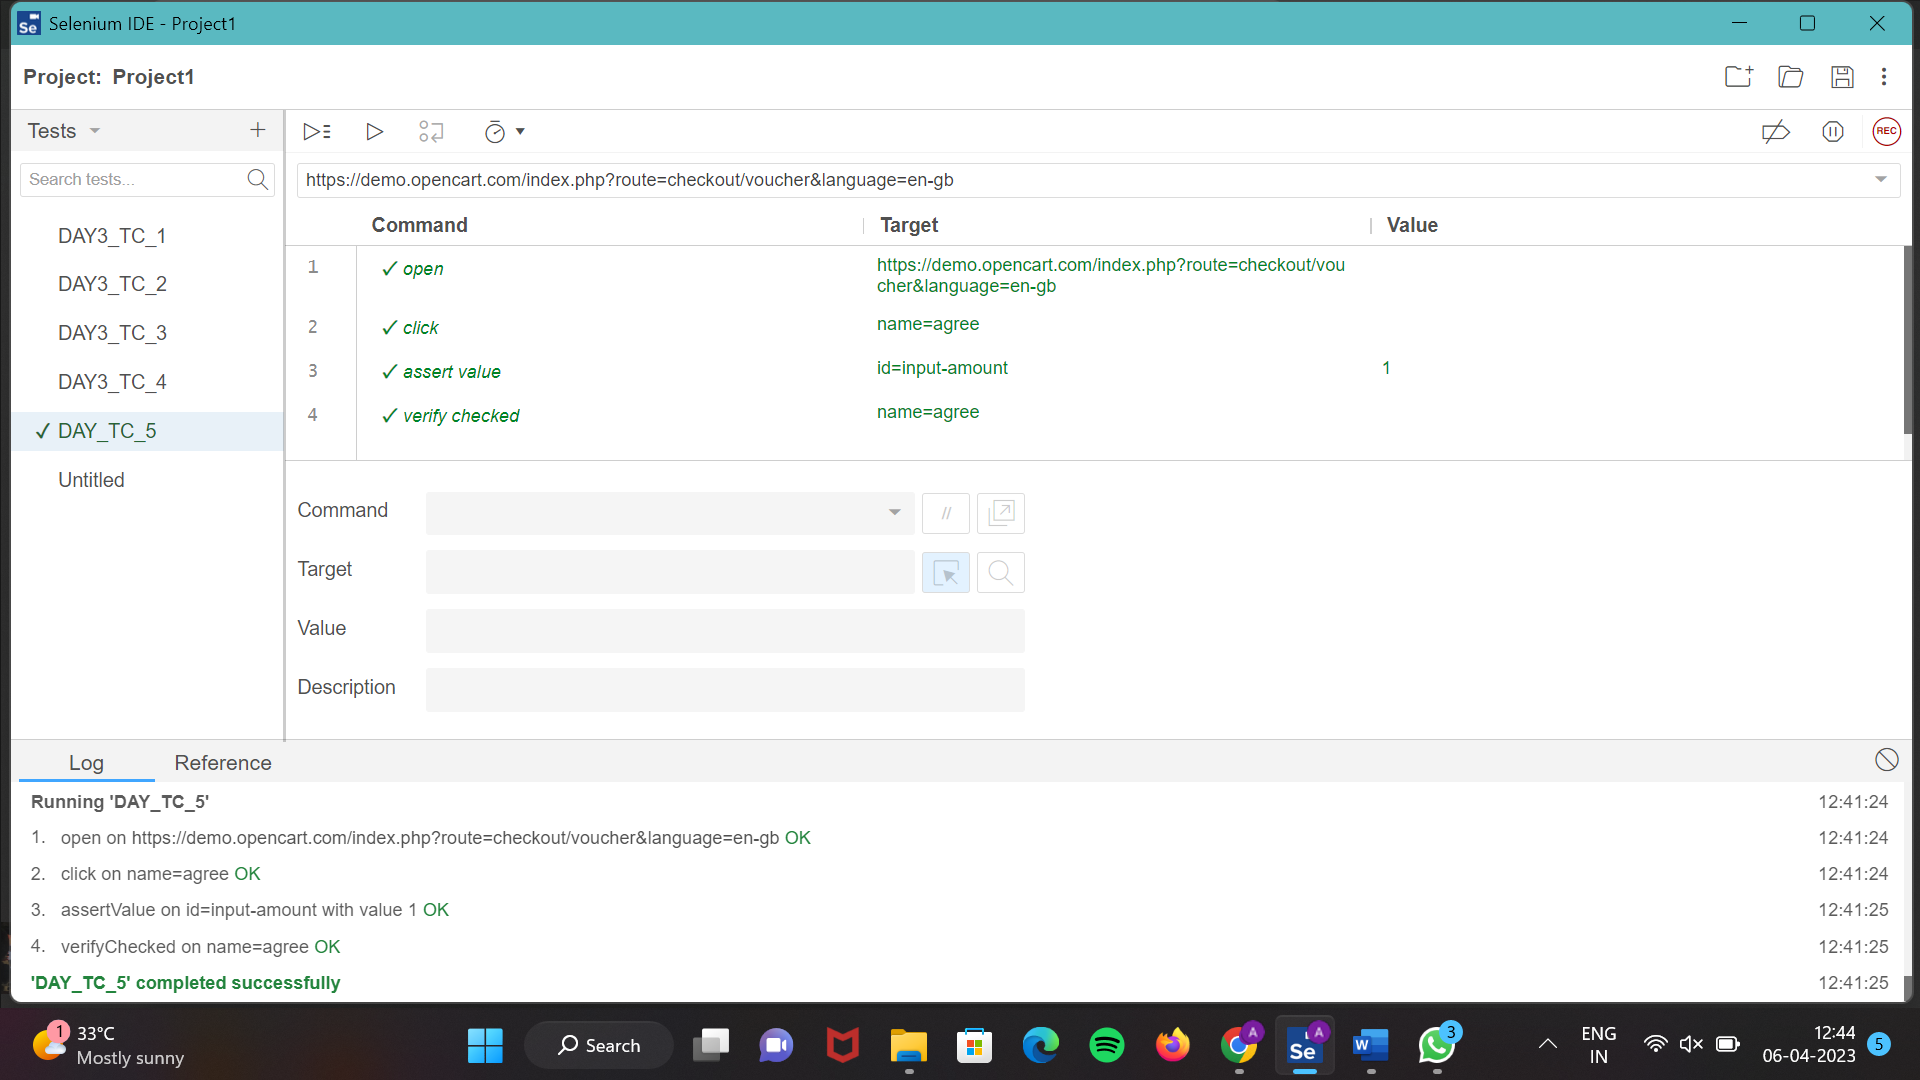 Se Selenium IDE - Project1
Project: Project1
Tests
Search tests...
https://demo.opencart.com/index.php?route=checkout/voucher&language=en-gb
REC
DAY3_TC_1
DAY3_TC_2
DAY3_TC_3
DAY3_TC_4
✓ DAY_TC_5
Untitled
Command Target Value
1 ✓ open https://demo.opencart.com/index.php?route=checkout/vou
cher&language=en-gb
2 ✓ click name=agree
3 ✓ assert value id=input-amount 1
4 ✓ verify checked name=agree
Command //
Target
Value
Description
Log Reference
Running 'DAY_TC_5' 12:41:24
1. open on https://demo.opencart.com/index.php?route=checkout/voucher&language=en-gb OK 12:41:24
2. click on name=agree OK 12:41:24
3. assertValue on id=input-amount with value 1 OK 12:41:25
4. verifyChecked on name=agree OK 12:41:25
'DAY_TC_5' completed successfully 12:41:25
1 33°C
Mostly sunny
Search
A
Se A
W
3
ENG
IN
12:44
06-04-2023
5